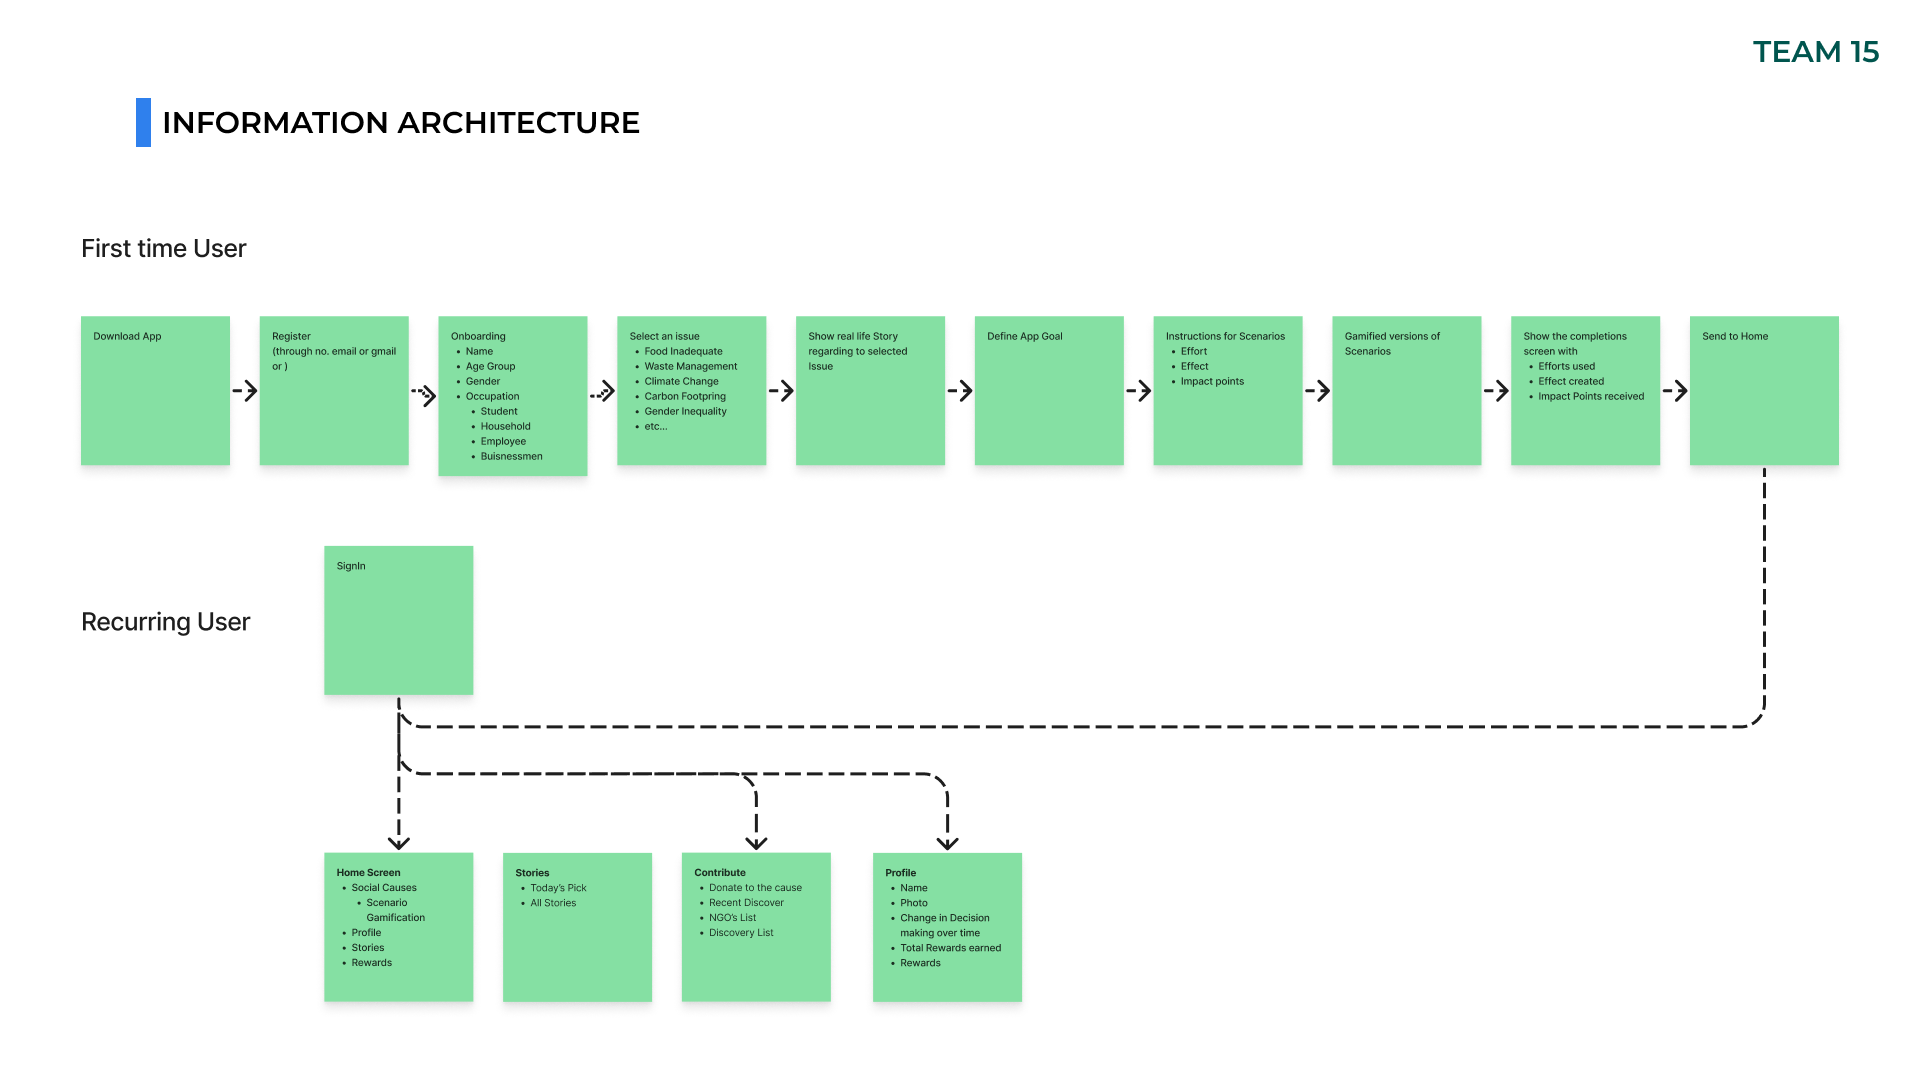 TEAM 15
INFORMATION ARCHITECTURE
First time User
Download App
Register
(through no. email or gmail
or )
Onboarding
• Name
• Age Group
• Gender
• Occupation
• Student
• Household
• Employee
• Buisnessmen
Select an issue
• Food Inadequate
• Waste Management
• Climate Change
• Carbon Footpring
• Gender Inequality
• etc...
Show real life Story
regarding to selected
Issue
Define App Goal
Instructions for Scenarios
• Effort
• Effect
• Impact points
Gamified versions of
Scenarios
Show the completions
screen with
• Efforts used
• Effect created
• Impact Points received
Send to Home
Recurring User
SignIn
Home Screen
• Social Causes
• Scenario
Gamification
• Profile
• Stories
• Rewards
Stories
• Today's Pick
• All Stories
Contribute
• Donate to the cause
• Recent Discover
• NGO's List
• Discovery List
Profile
• Name
• Photo
• Change in Decision
making over time
• Total Rewards earned
• Rewards